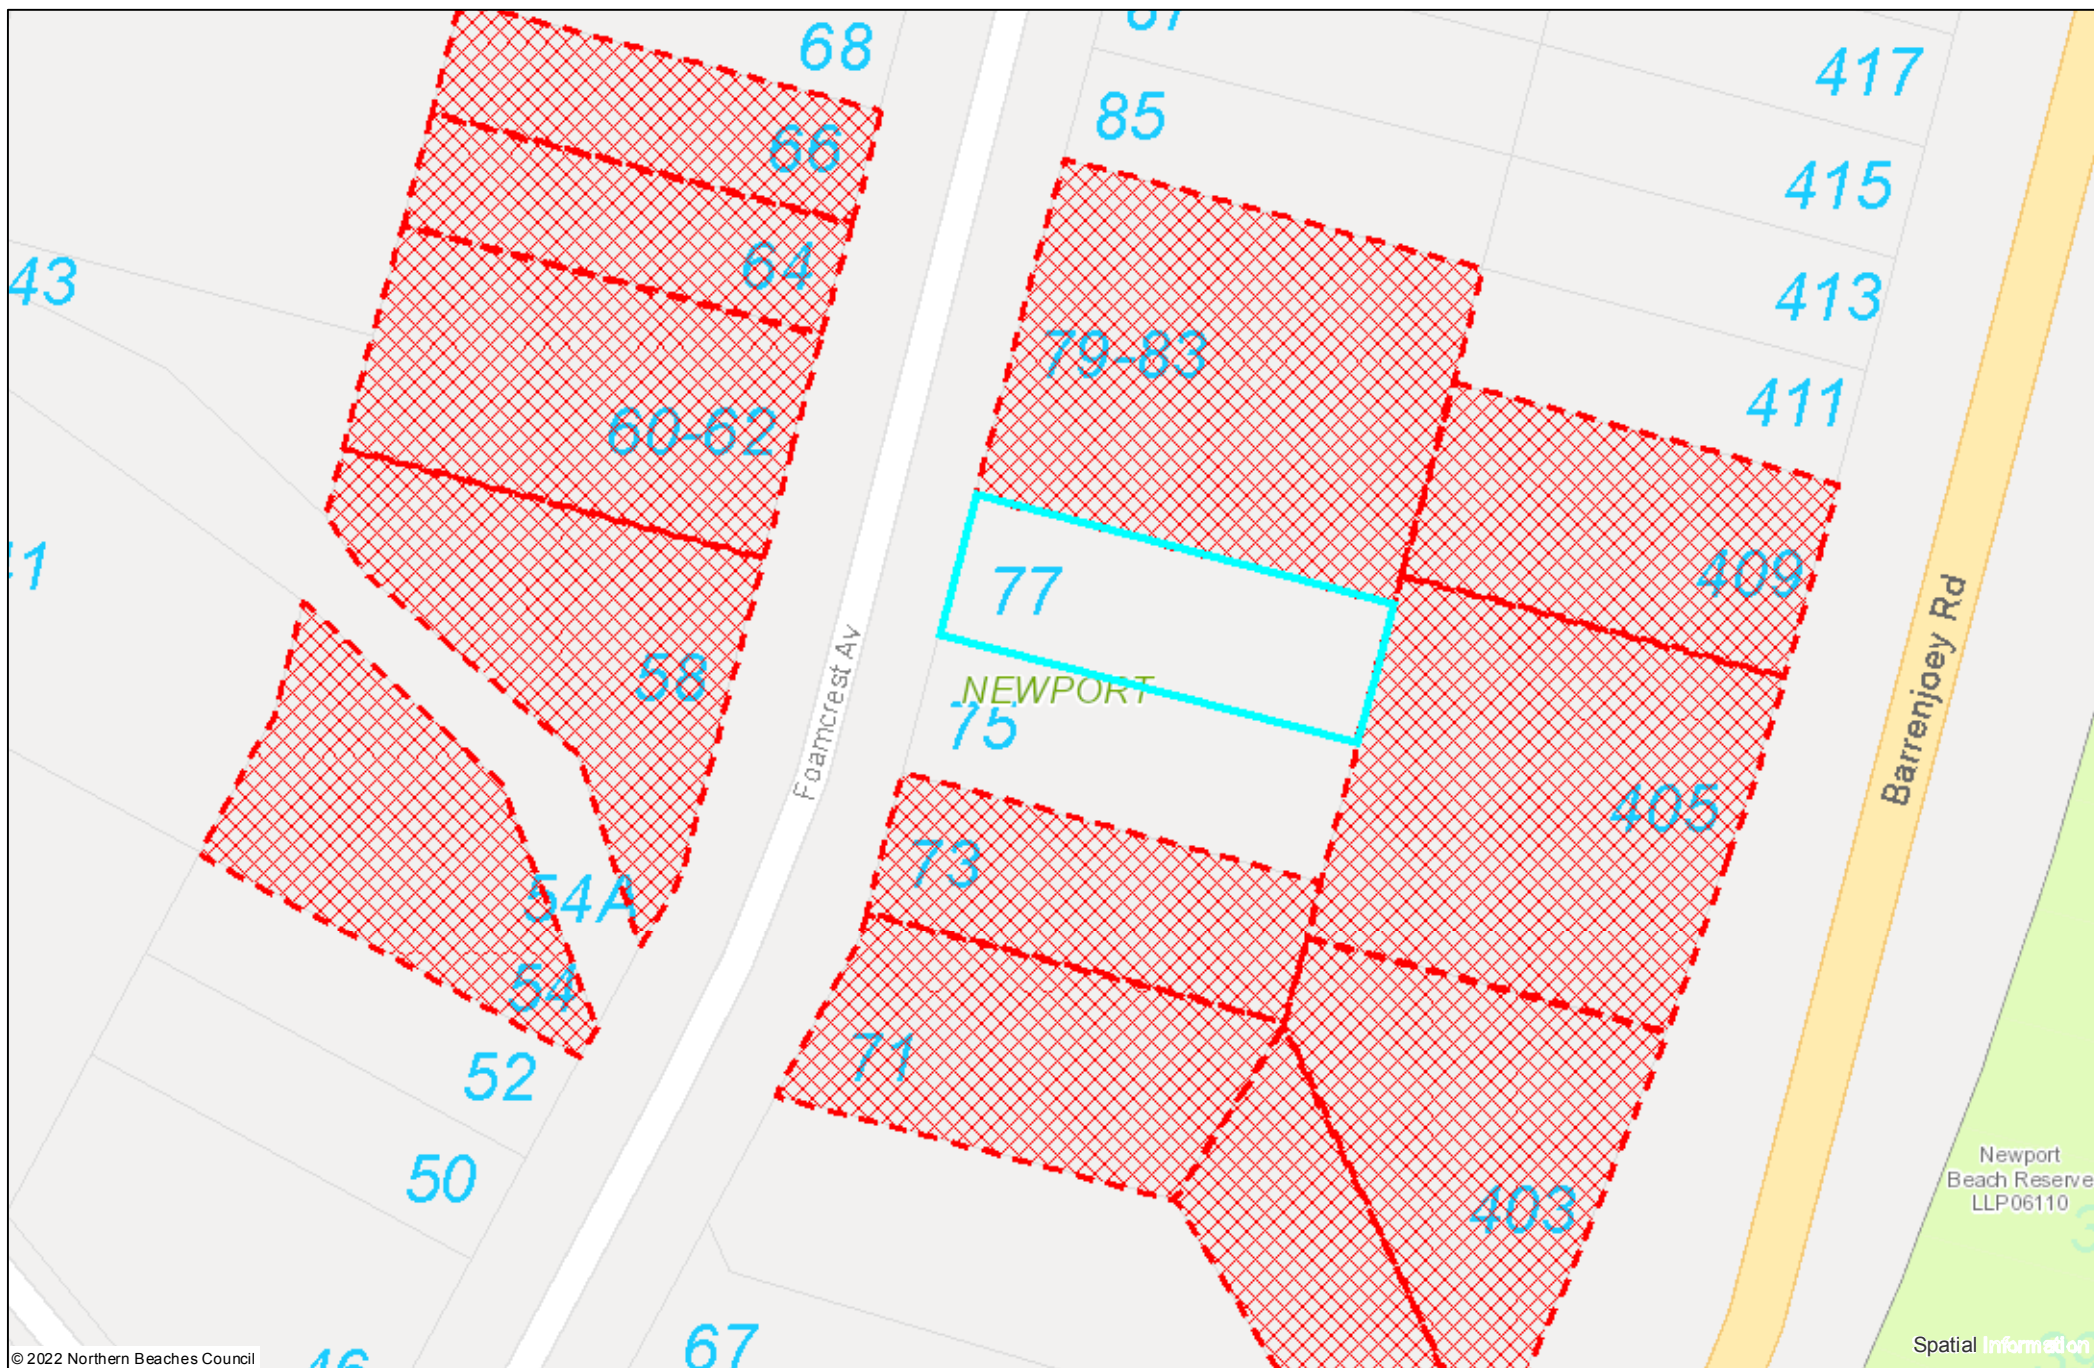 68
417
85
66
415
64
43
413
79-83
411
60-62
409
77
58
Foamcrest Av
Barrenjoey Rd
NEWPORT
75
405
73
54A
54
71
52
50
403
Newport
Beach Reserve
LLP06110
67
Spatial Information
© 2022 Northern Beaches Council